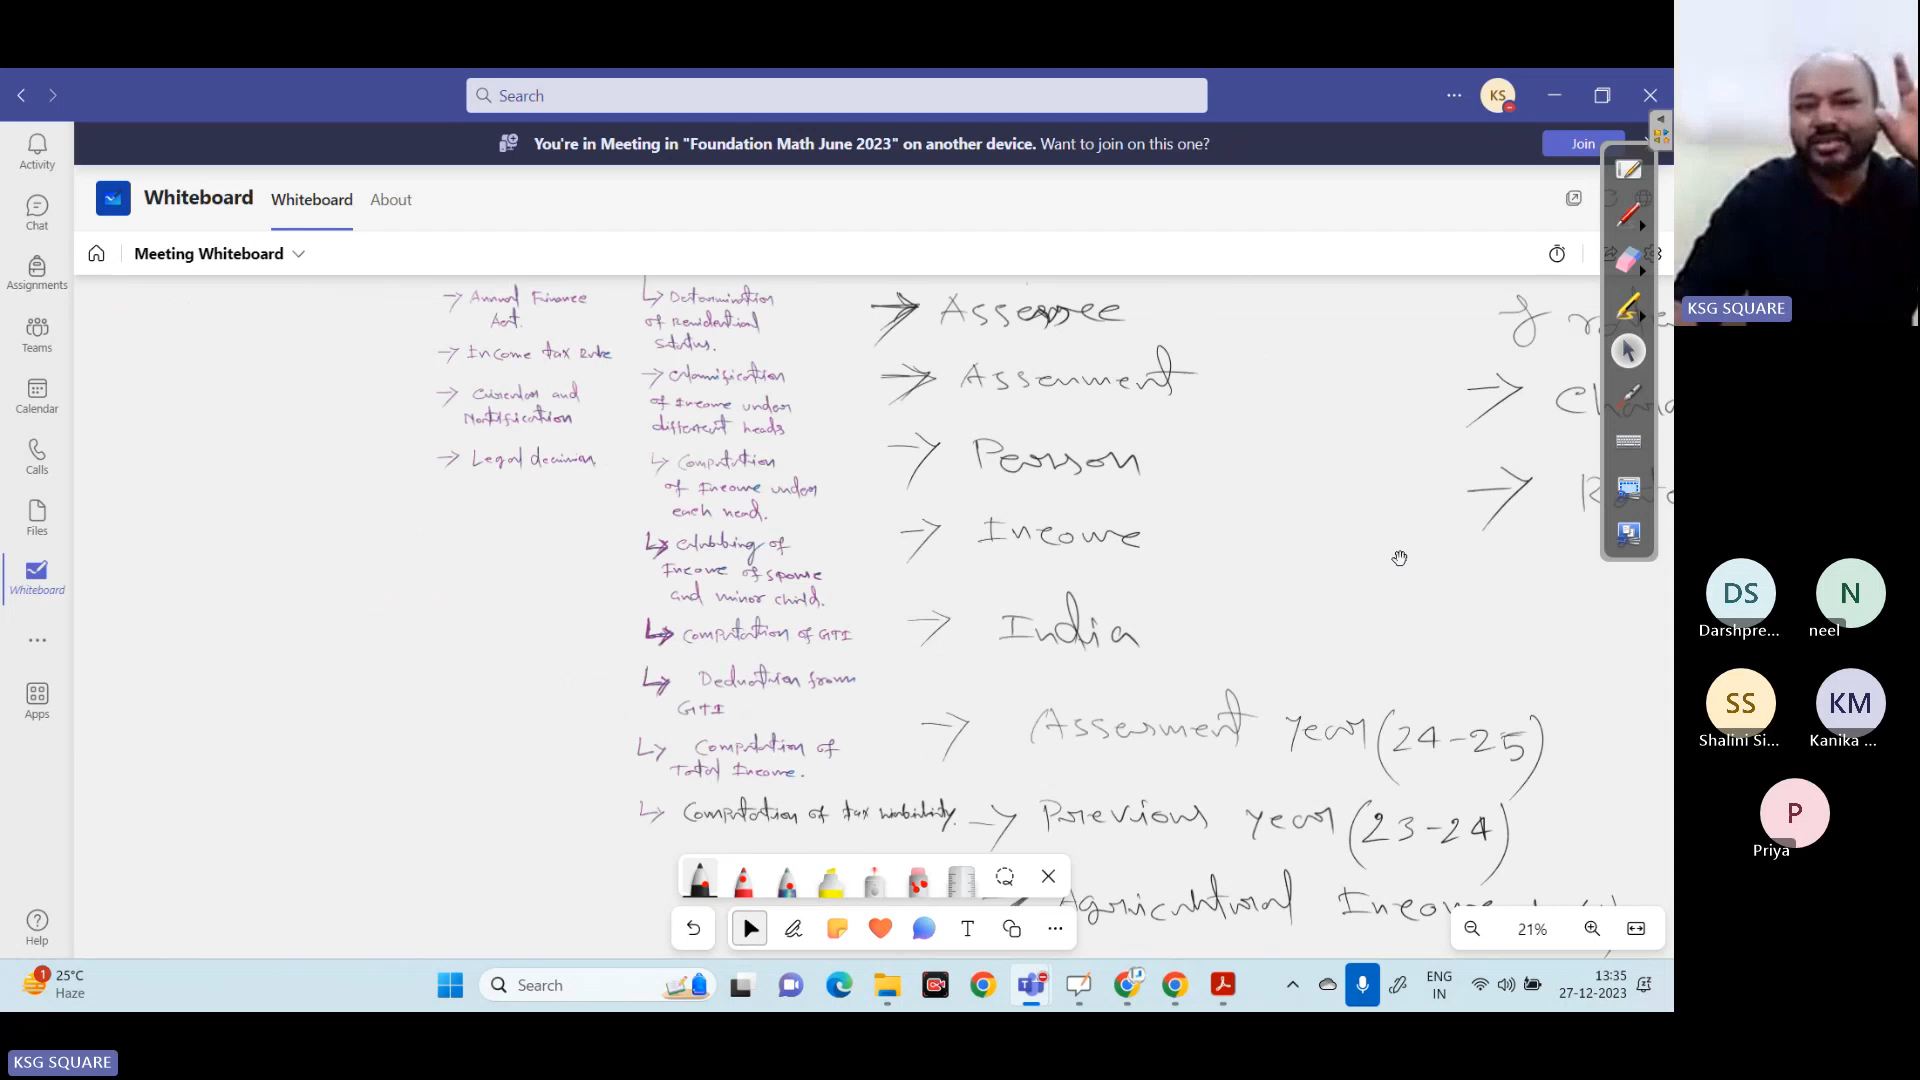 Search
KS
You're in Meeting in "Foundation Math June 2023" on another device. Want to join on this one?
Join
Activity
Chat
Assignments
Teams
Calendar
Calls
Files
Whiteboard
Apps
Help
Whiteboard
Whiteboard
About
Meeting Whiteboard
→ Annual Finance
Act.
→ Income tax Rule
→ Circular and
Notification
→ Legal decision.
↳ Determination
of Residential
Status.
→ Classification
of Income under
different heads
↳ Computation
of Income under
each head.
↳ Clubbing of
Income of spouse
and minor child.
↳ Computation of GTI
↳ Deduction from
GTI
↳ Computation of
Total Income.
↳ Computation of tax liability.
→ Assessee
→ Assessment
→ Person
→ Income
→ India
→ Assessment year (24-25)
→ Previous year (23-24)
Agricultural Income
21%
KSG SQUARE
DS
Darshpre...
N
neel
SS
Shalini Si...
KM
Kanika ...
P
Priya
1
25°C
Haze
Search
ENG
IN
13:35
27-12-2023
KSG SQUARE